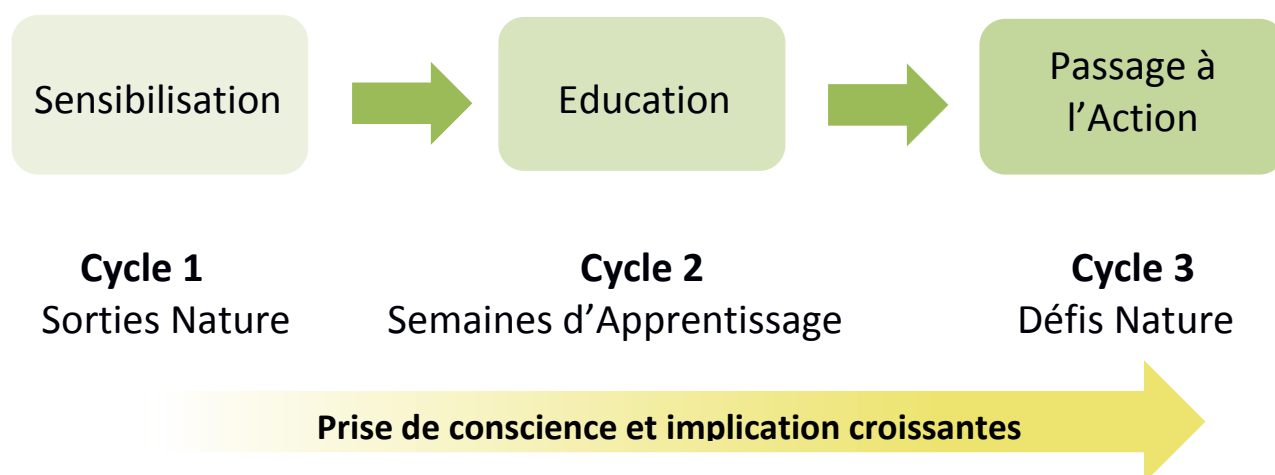 Sensibilisation
Education
Passage à
l’Action
Cycle 1
Sorties Nature
Cycle 2
Semaines d’Apprentissage
Cycle 3
Défis Nature
Prise de conscience et implication croissantes